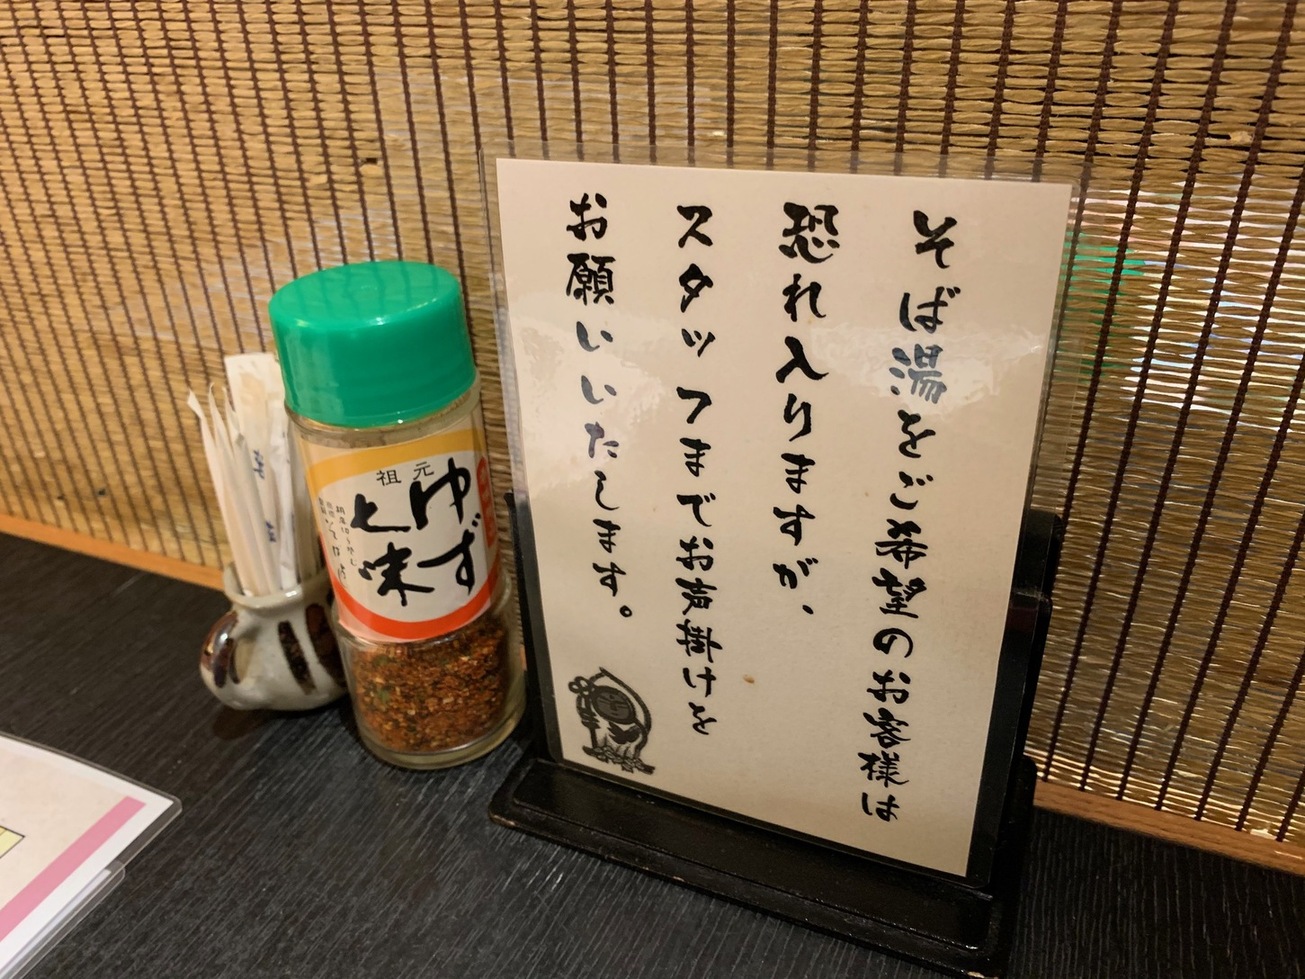 そば湯をご希望のお客様は
恐れ入りますが、
スタッフまでお声掛けを
お願いいたします。
元祖
ゆず
七味